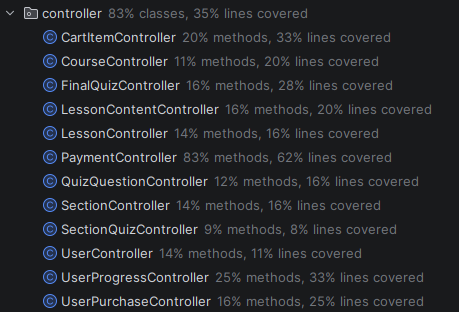 controller 83% classes, 35% lines covered
CartItemController 20% methods, 33% lines covered
CourseController 11% methods, 20% lines covered
FinalQuizController 16% methods, 28% lines covered
LessonContentController 16% methods, 20% lines covered
LessonController 14% methods, 16% lines covered
PaymentController 83% methods, 62% lines covered
QuizQuestionController 12% methods, 16% lines covered
SectionController 14% methods, 16% lines covered
SectionQuizController 9% methods, 8% lines covered
UserController 14% methods, 11% lines covered
UserProgressController 25% methods, 33% lines covered
UserPurchaseController 16% methods, 25% lines covered